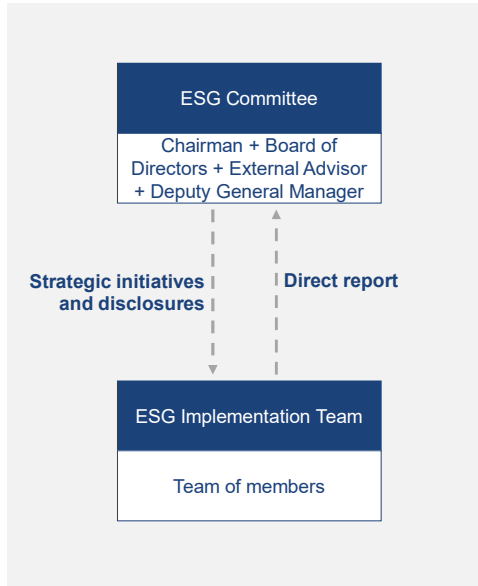 ESG Committee
Chairman + Board of
Directors + External Advisor
+ Deputy General Manager
Strategic initiatives
and disclosures
Direct report
ESG Implementation Team
Team of members